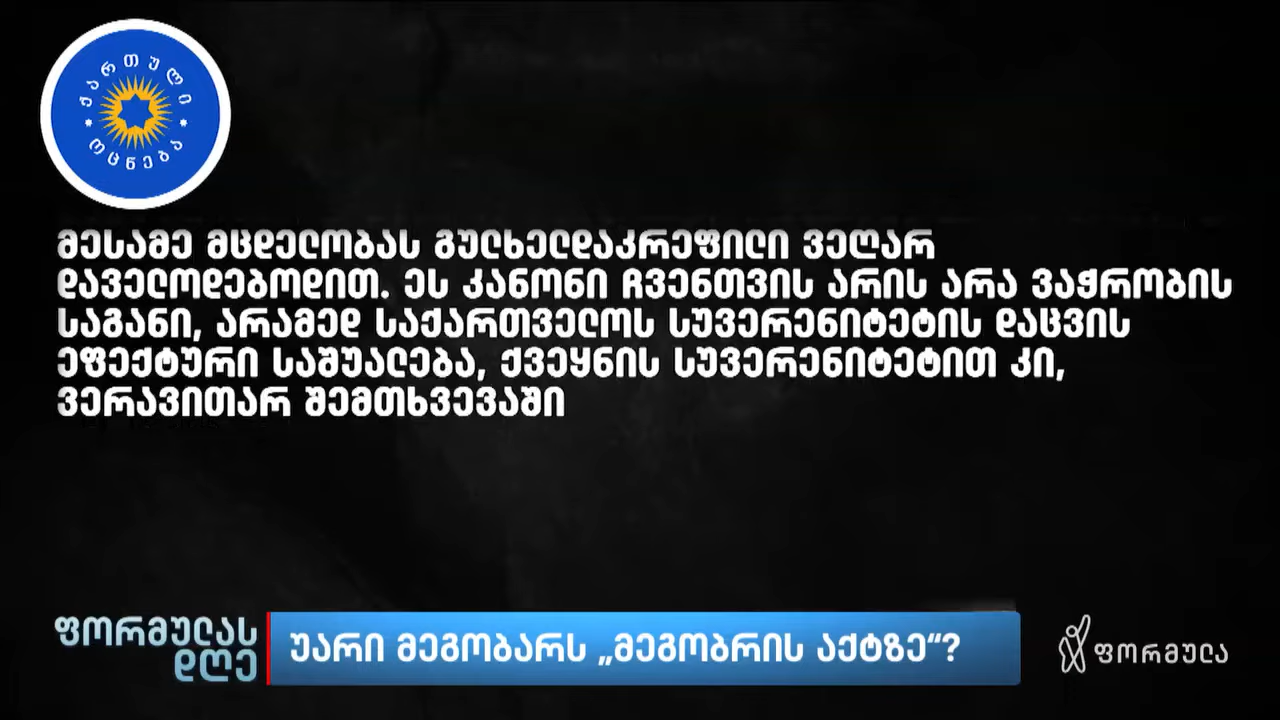 ქართული
ოცნება
მესამე მცდელობას გულხელდაკრეფილი ვეღარ
დაველოდებოდით. ეს კანონი ჩვენთვის არის არა ვაჭრობის
საგანი, არამედ საქართველოს სუვერენიტეტის დაცვის
ეფექტური საშუალება, ქვეყნის სუვერენიტეტით კი,
ვერავითარ შემთხვევაში
ფორმულას
დღე
უარი მეგობარს „მეგობრის აქტზე“?
ფორმულა